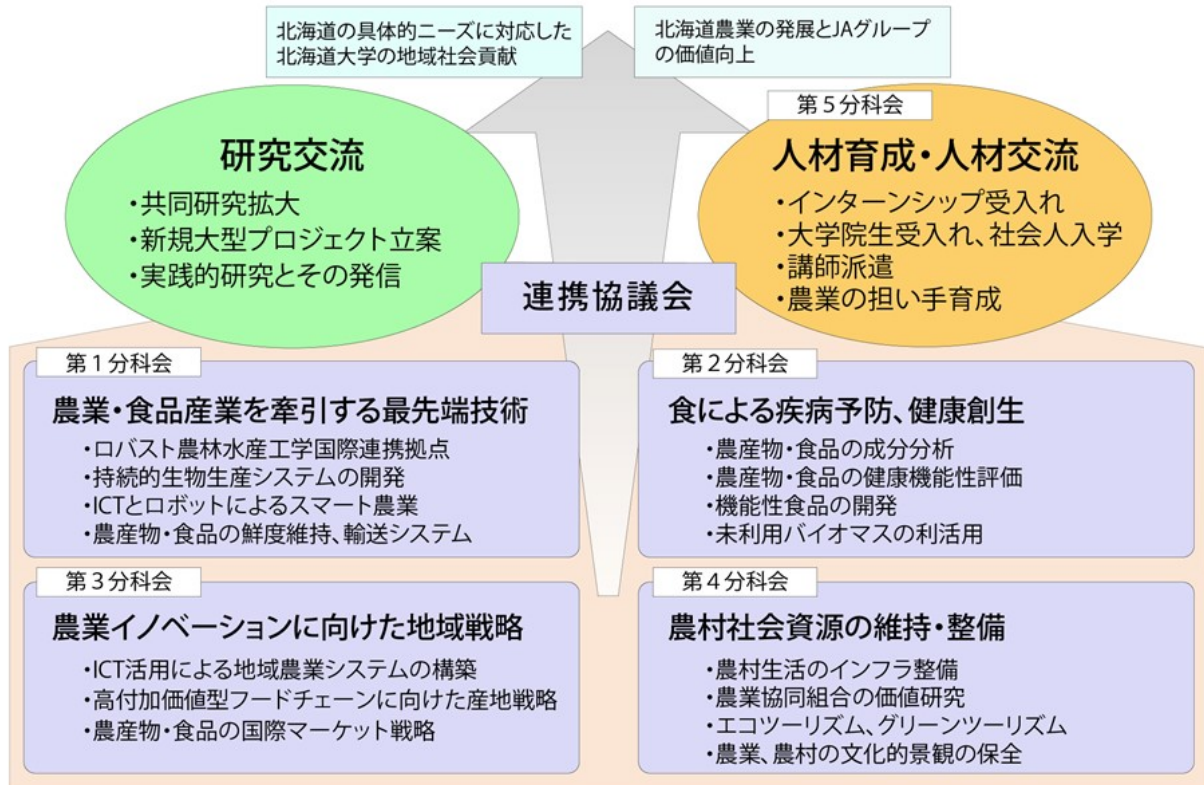 北海道の具体的ニーズに対応した
北海道大学の地域社会貢献
北海道農業の発展とJAグループ
の価値向上
研究交流
・共同研究拡大
・新規大型プロジェクト立案
・実践的研究とその発信
第5分科会
人材育成・人材交流
・インターンシップ受入れ
・大学院生受入れ、社会人入学
・講師派遣
・農業の担い手育成
連携協議会
第1分科会
農業・食品産業を牽引する最先端技術
・ロバスト農林水産工学国際連携拠点
・持続的生物生産システムの開発
・ICTとロボットによるスマート農業
・農産物・食品の鮮度維持、輸送システム
第2分科会
食による疾病予防、健康創生
・農産物・食品の成分分析
・農産物・食品の健康機能性評価
・機能性食品の開発
・未利用バイオマスの利活用
第3分科会
農業イノベーションに向けた地域戦略
・ICT活用による地域農業システムの構築
・高付加価値型フードチェーンに向けた産地戦略
・農産物・食品の国際マーケット戦略
第4分科会
農村社会資源の維持・整備
・農村生活のインフラ整備
・農業協同組合の価値研究
・エコツーリズム、グリーンツーリズム
・農業、農村の文化的景観の保全